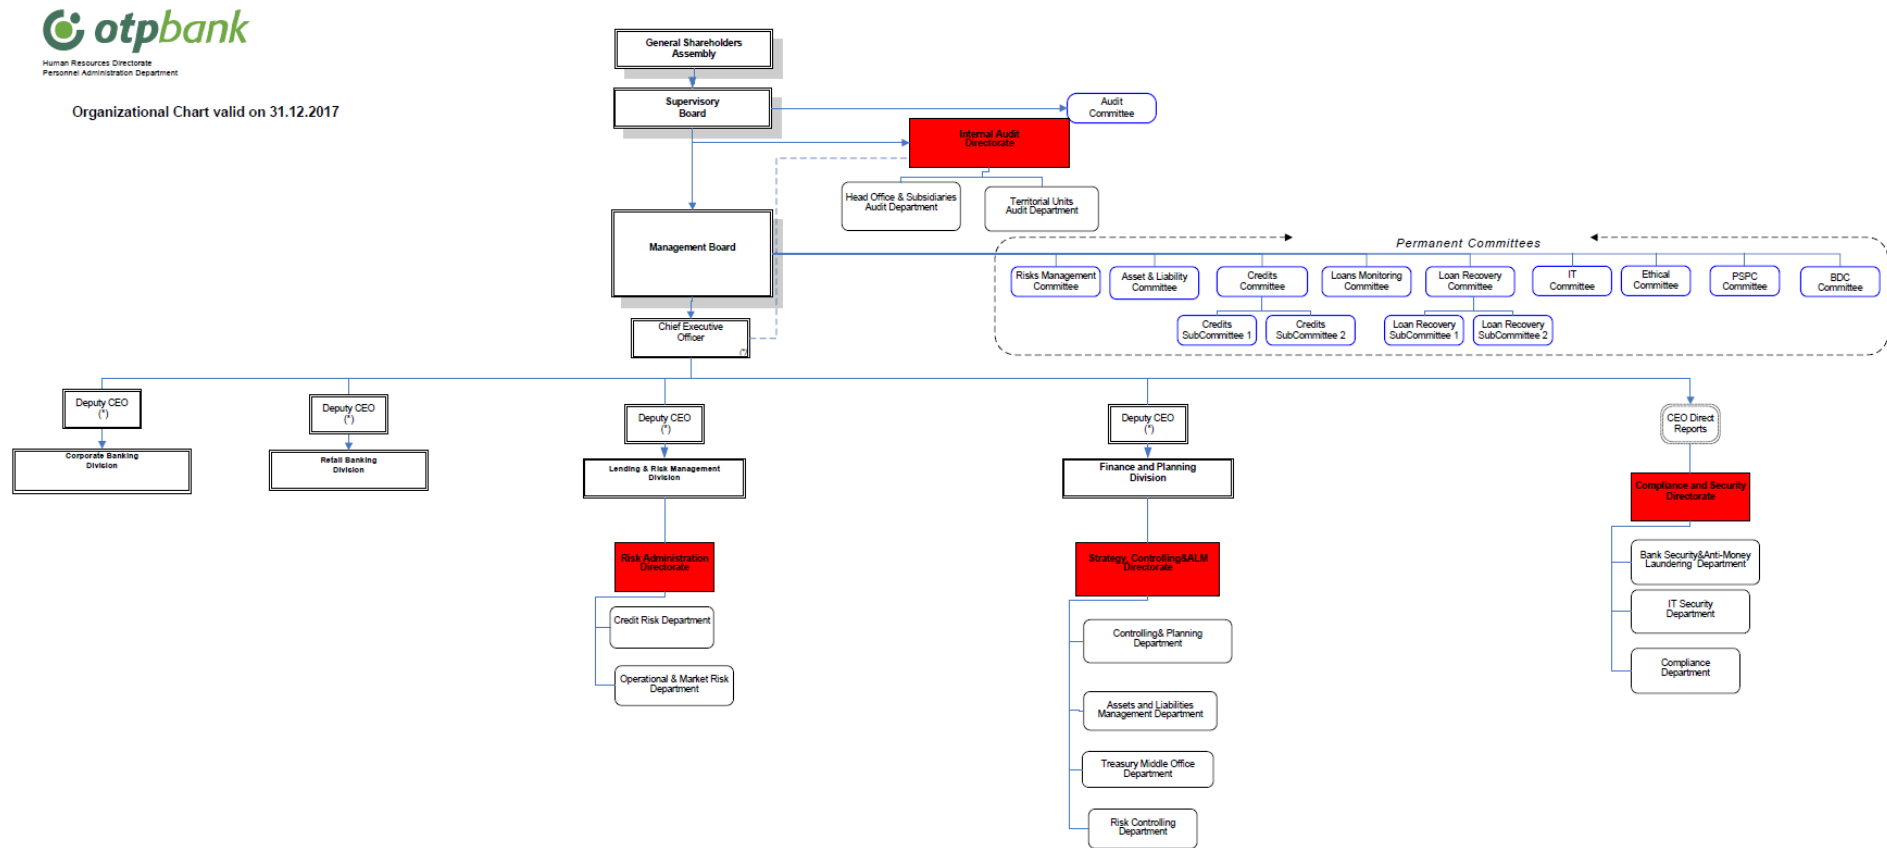 otpbank
Human Resources Directorate
Personnel Administration Department
Organizational Chart valid on 31.12.2017
General Shareholders
Assembly
Supervisory
Board
Audit
Committee
Internal Audit
Directorate
Head Office & Subsidiaries
Audit Department
Territorial Units
Audit Department
Management Board
Permanent Committees
Risks Management
Committee
Asset & Liability
Committee
Credits
Committee
Loans Monitoring
Committee
Loan Recovery
Committee
IT
Committee
Ethical
Committee
PSPC
Committee
BDC
Committee
Credits
SubCommittee 1
Credits
SubCommittee 2
Loan Recovery
SubCommittee 1
Loan Recovery
SubCommittee 2
Chief Executive
Officer
(*)
Deputy CEO
(*)
Deputy CEO
(*)
Deputy CEO
(*)
Deputy CEO
(*)
CEO Direct
Reports
Corporate Banking
Division
Retail Banking
Division
Lending & Risk Management
Division
Finance and Planning
Division
Compliance and Security
Directorate
Risk Administration
Directorate
Strategy, Controlling&ALM
Directorate
Bank Security&Anti-Money
Laundering Department
IT Security
Department
Compliance
Department
Credit Risk Department
Operational & Market Risk
Department
Controlling& Planning
Department
Assets and Liabilities
Management Department
Treasury Middle Office
Department
Risk Controlling
Department